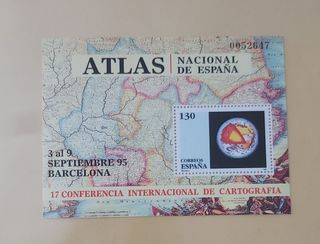 0052647
ATLAS
NACIONAL
DE ESPAÑA
130
CORREOS
ESPAÑA
3 al 9
SEPTIEMBRE 95
BARCELONA
17 CONFERENCIA INTERNACIONAL DE CARTOGRAFIA